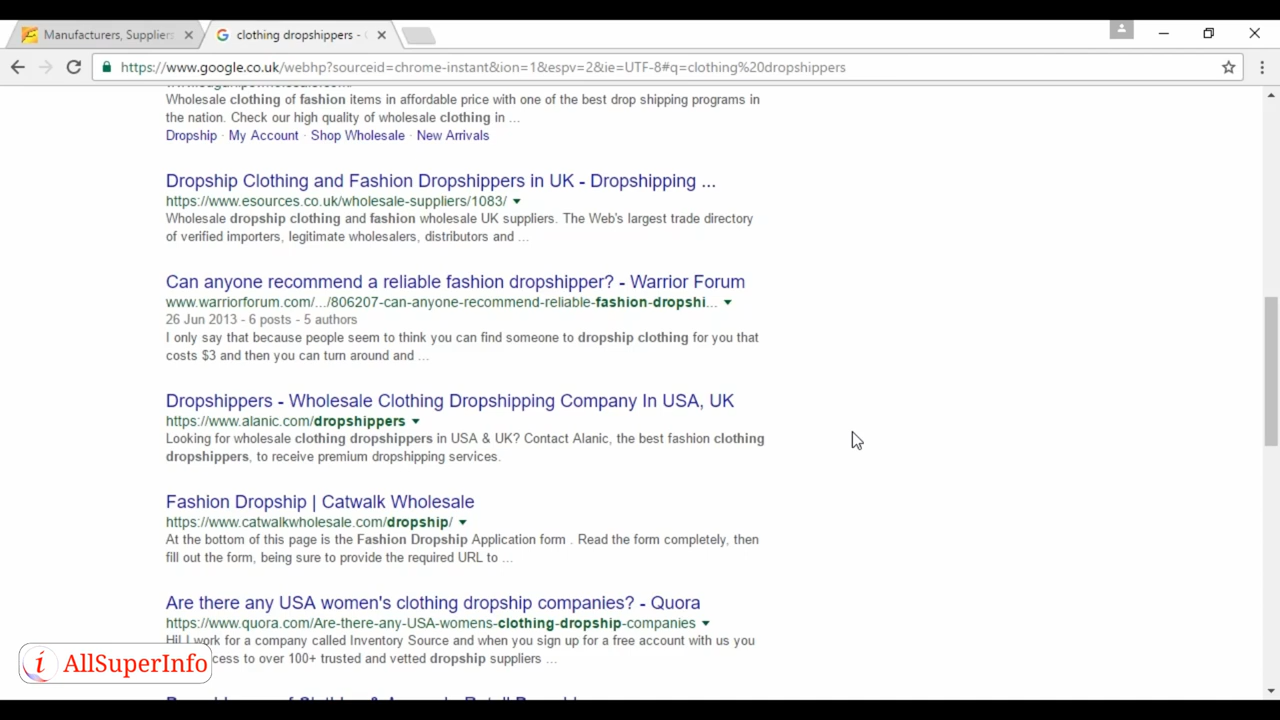 Manufacturers, Suppliers
clothing dropshippers -
https://www.google.co.uk/webhp?sourceid=chrome-instant&ion=1&espv=2&ie=UTF-8#q=clothing%20dropshippers
Wholesale clothing of fashion items in affordable price with one of the best drop shipping programs in
the nation. Check our high quality of wholesale clothing in ...
Dropship · My Account · Shop Wholesale · New Arrivals
Dropship Clothing and Fashion Dropshippers in UK - Dropshipping ...
https://www.esources.co.uk/wholesale-suppliers/1083/
Wholesale dropship clothing and fashion wholesale UK suppliers. The Web's largest trade directory
of verified importers, legitimate wholesalers, distributors and ...
Can anyone recommend a reliable fashion dropshipper? - Warrior Forum
www.warriorforum.com/.../806207-can-anyone-recommend-reliable-fashion-dropshi...
26 Jun 2013 - 6 posts - 5 authors
I only say that because people seem to think you can find someone to dropship clothing for you that
costs $3 and then you can turn around and ...
Dropshippers - Wholesale Clothing Dropshipping Company In USA, UK
https://www.alanic.com/dropshippers
Looking for wholesale clothing dropshippers in USA & UK? Contact Alanic, the best fashion clothing
dropshippers, to receive premium dropshipping services.
Fashion Dropship | Catwalk Wholesale
https://www.catwalkwholesale.com/dropship/
At the bottom of this page is the Fashion Dropship Application form . Read the form completely, then
fill out the form, being sure to provide the required URL to ...
Are there any USA women's clothing dropship companies? - Quora
https://www.quora.com/Are-there-any-USA-womens-clothing-dropship-companies
Hi! I work for a company called Inventory Source and when you sign up for a free account with us you
cess to over 100+ trusted and vetted dropship suppliers ...
i AllSuperInfo